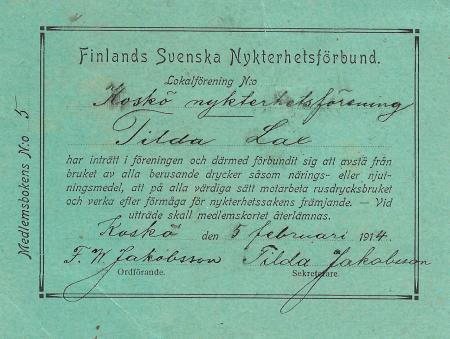 Finlands Svenska Nykterhetsförbund.
Lokalförening N:o
Koskö nykterhetsförening
Tilda Lax
har inträtt i föreningen och därmed förbundit sig att avstå från
bruket av alla berusande drycker såsom närings- eller njut-
ningsmedel, att på alla värdiga sätt motarbeta rusdrycksbruket
och verka efter förmåga för nykterhetssakens främjande. — Vid
utträde skall medlemskortet återlämnas.
Koskö den 5 februari 1914.
F. W. Jakobsson Tilda Jakobsson
Ordförande. Sekreterare.
Medlemsbokens N:o 5